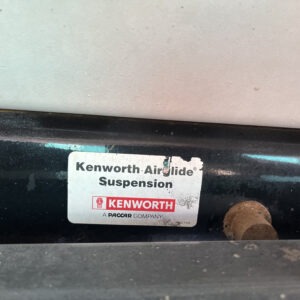 Kenworth Airglide®
Suspension
KENWORTH
A PACCAR COMPANY